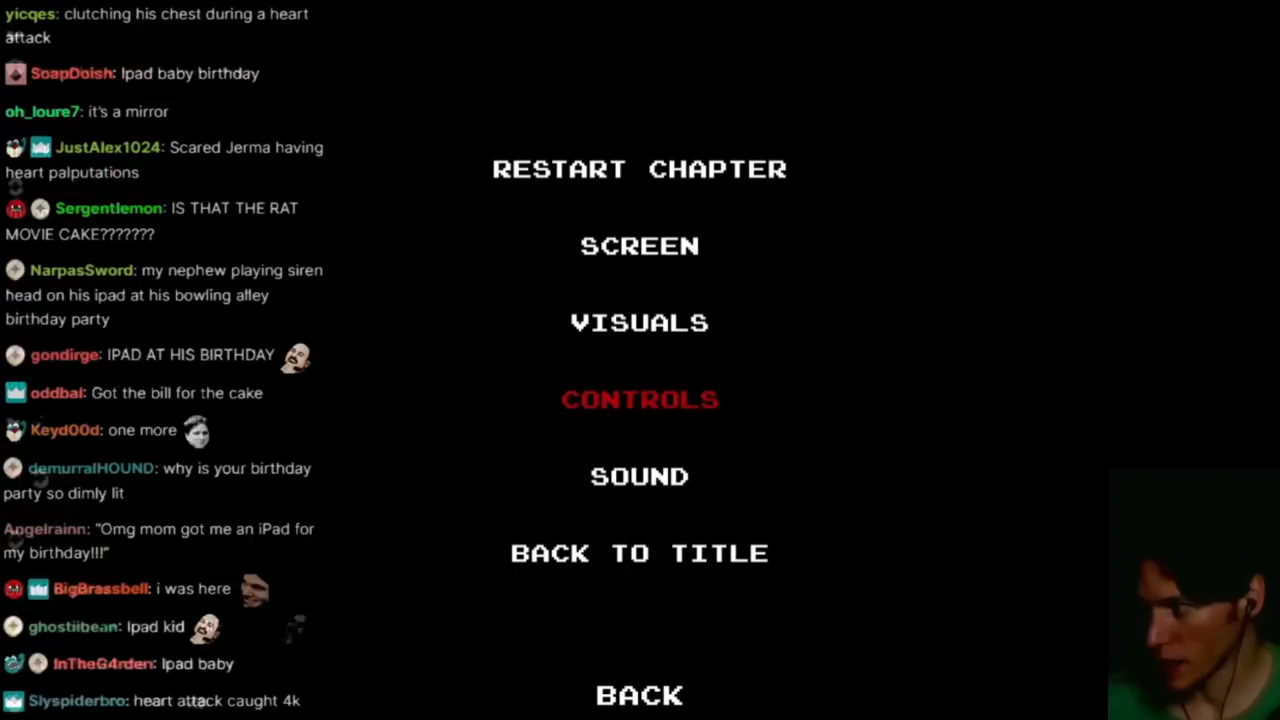 yicqes: clutching his chest during a heart
attack
SoapDoish: Ipad baby birthday
oh_loure7: it's a mirror
JustAlex1024: Scared Jerma having
heart palputations
Sergentlemon: IS THAT THE RAT
MOVIE CAKE???????
NarpasSword: my nephew playing siren
head on his ipad at his bowling alley
birthday party
gondirge: IPAD AT HIS BIRTHDAY
oddbal: Got the bill for the cake
Keyd00d: one more
demurralHOUND: why is your birthday
party so dimly lit
Angelrainn: "Omg mom got me an iPad for
my birthday!!!"
BigBrassbell: i was here
ghostiibean: Ipad kid
InTheG4rden: Ipad baby
Slyspiderbro: heart attack caught 4k
RESTART CHAPTER
SCREEN
VISUALS
CONTROLS
SOUND
BACK TO TITLE
BACK